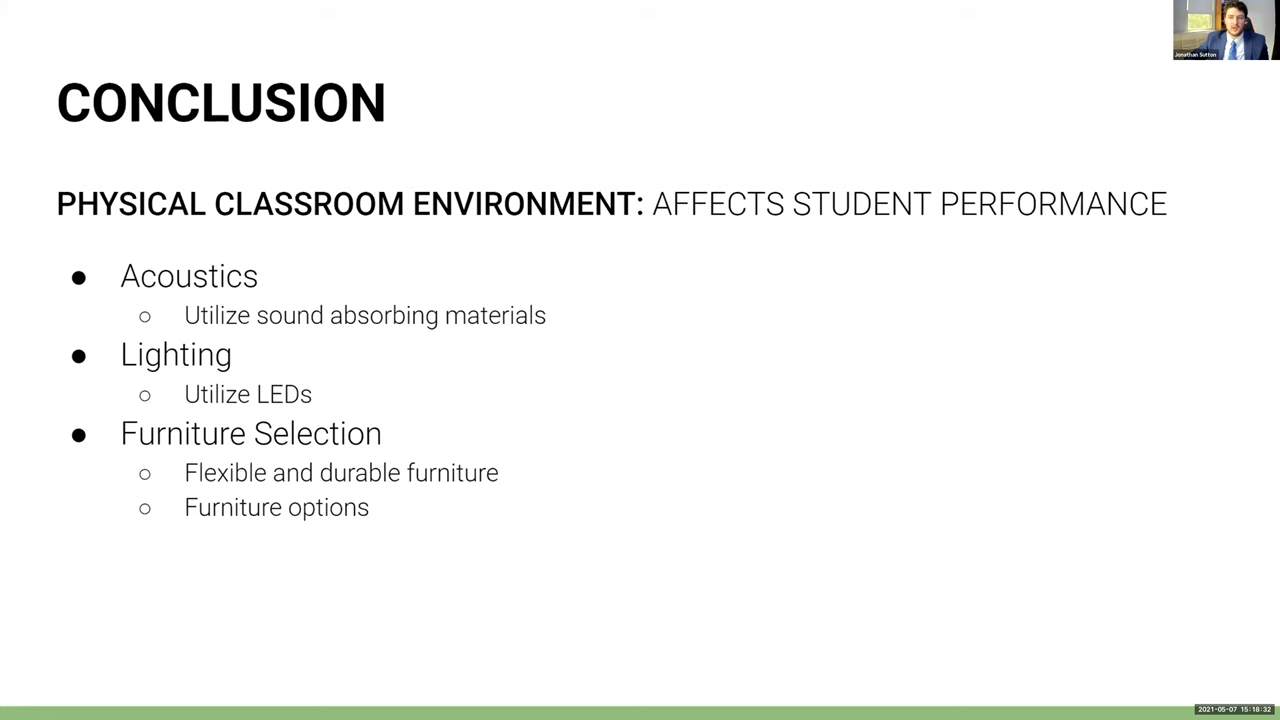 Jonathan Sutton
CONCLUSION
PHYSICAL CLASSROOM ENVIRONMENT: AFFECTS STUDENT PERFORMANCE
● Acoustics
○ Utilize sound absorbing materials
● Lighting
○ Utilize LEDs
● Furniture Selection
○ Flexible and durable furniture
○ Furniture options
2021-05-07 15:18:32